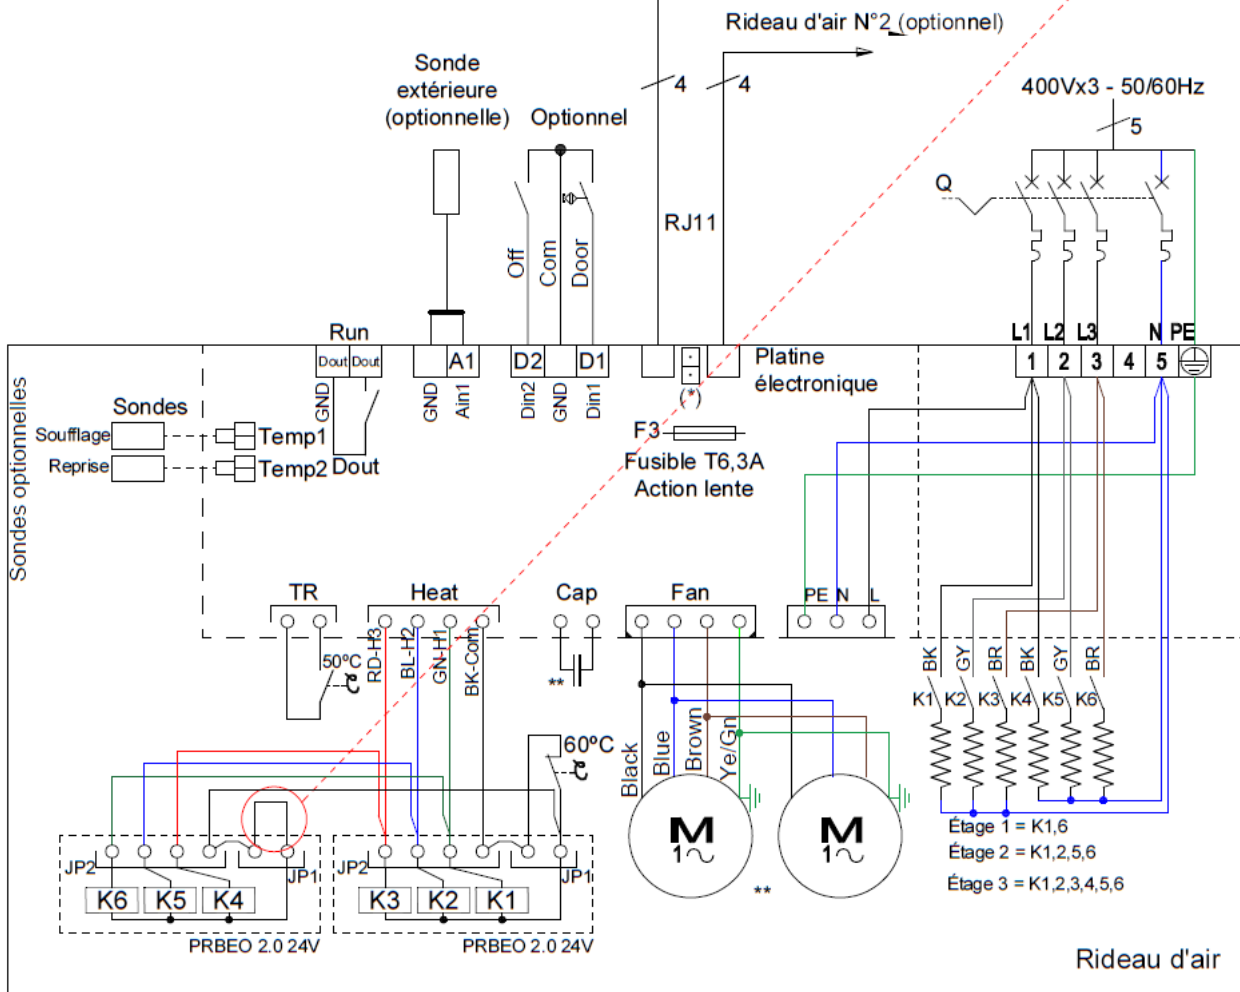 Rideau d'air N°2 (optionnel)
4
4
Sonde
extérieure
(optionnelle)
Optionnel
400Vx3 - 50/60Hz
5
Q
RJ11
Off
Com
Door
Run
L1
L2
L3
N
PE
Dout
Dout
A1
D2
D1
1
2
3
4
5
Platine
électronique
GND
GND
Ain1
Din2
GND
Din1
(*)
Sondes optionnelles
Sondes
Soufflage
Temp1
Reprise
Temp2
Dout
F3
Fusible T6,3A
Action lente
TR
Heat
Cap
Fan
PE
N
L
50ºC
RD-H3
BL-H2
GN-H1
BK-Com
**
BK
GY
BR
BK
GY
BR
K1
K2
K3
K4
K5
K6
60ºC
Black
Blue
Brown
Ye/Gn
M
1
M
1
**
Étage 1 = K1,6
Étage 2 = K1,2,5,6
Étage 3 = K1,2,3,4,5,6
JP2
JP1
JP2
JP1
K6
K5
K4
K3
K2
K1
PRBEO 2.0 24V
PRBEO 2.0 24V
Rideau d'air